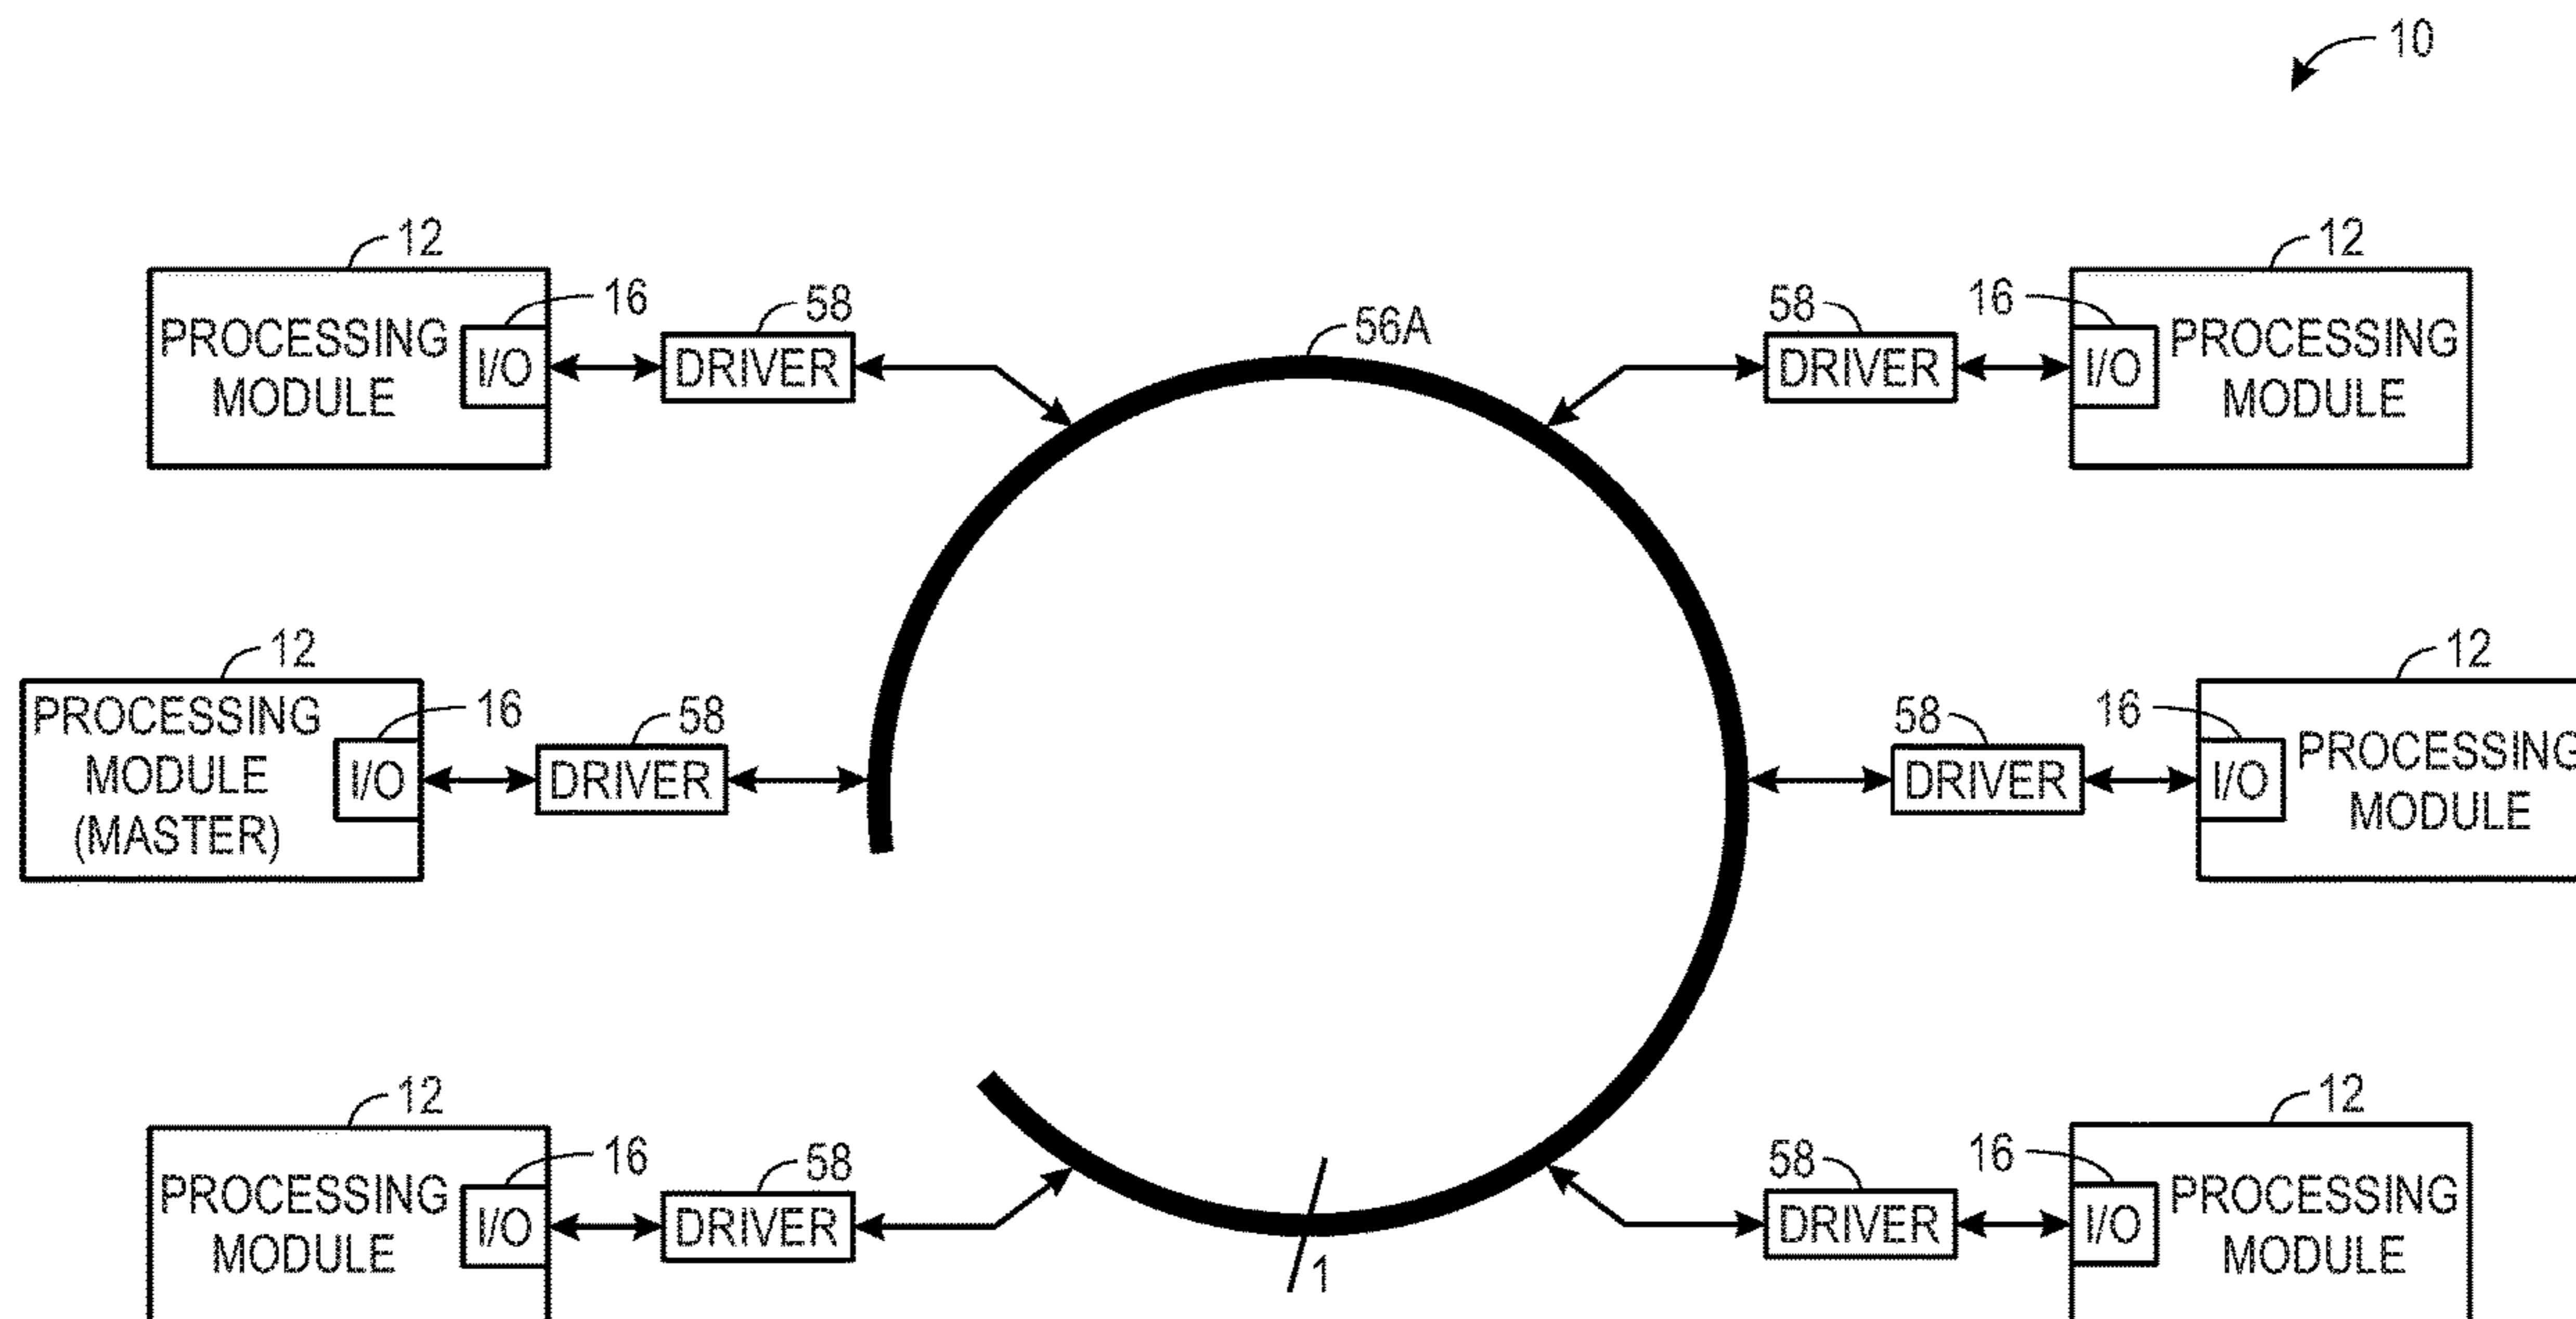 10
12
12
16
58
56A
58
16
PROCESSING
MODULE
I/O
DRIVER
DRIVER
I/O
PROCESSING
MODULE
12
12
16
58
58
16
PROCESSING
MODULE
(MASTER)
I/O
DRIVER
DRIVER
I/O
PROCESSING
MODULE
12
12
16
58
58
16
PROCESSING
MODULE
I/O
DRIVER
1
DRIVER
I/O
PROCESSING
MODULE